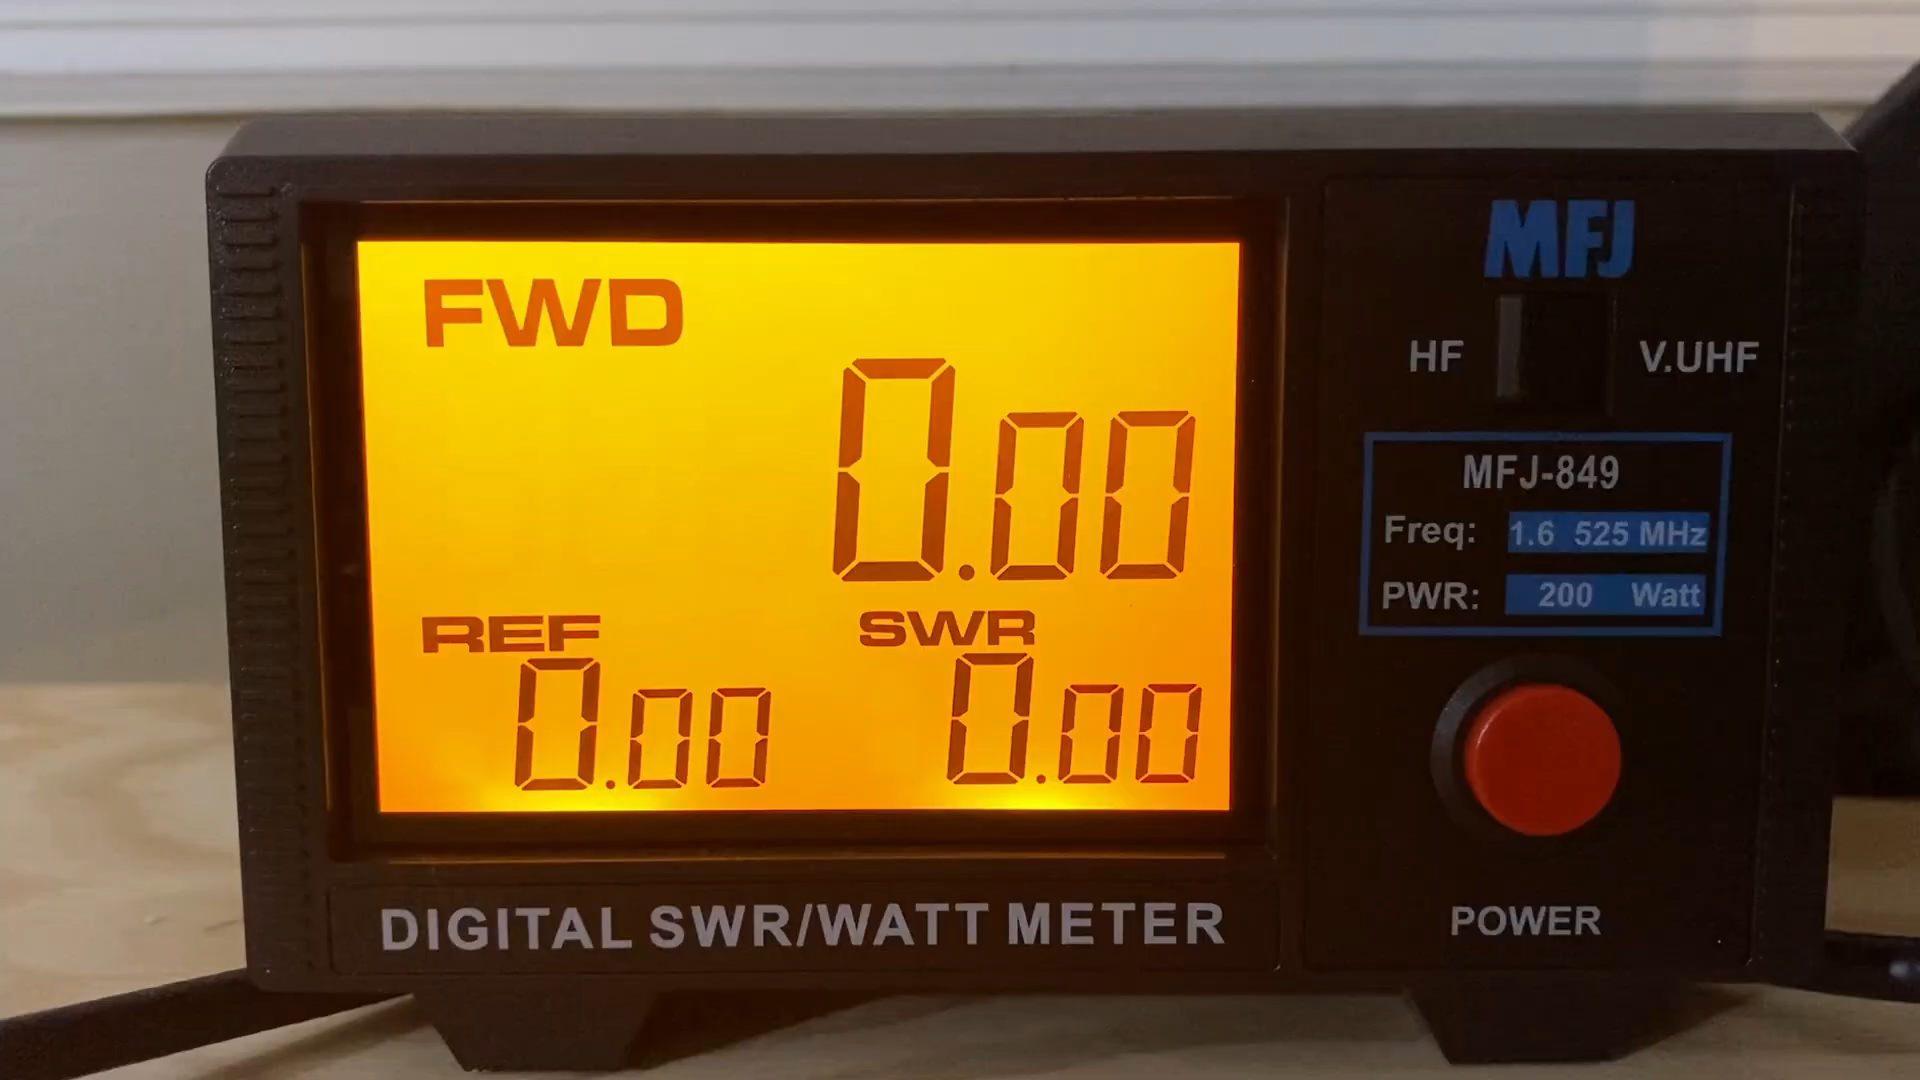 FWD
0.00
REF
0.00
SWR
0.00
DIGITAL SWR/WATT METER
MFJ
HF V.UHF
MFJ-849
Freq: 1.6 525 MHz
PWR: 200 Watt
POWER